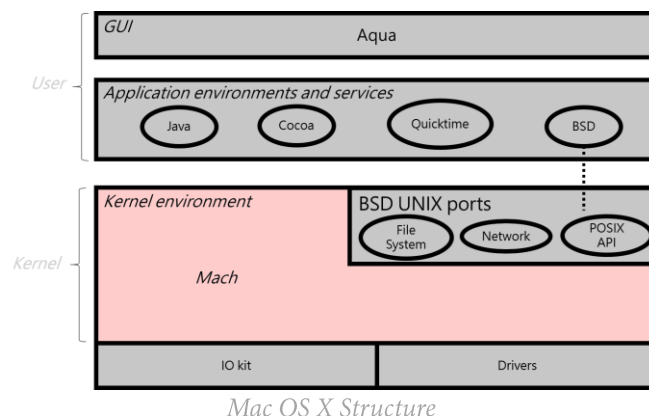 GUI
Aqua
User
Application environments and services
Java
Cocoa
Quicktime
BSD
Kernel environment
BSD UNIX ports
File
System
Network
POSIX
API
Kernel
Mach
IO kit
Drivers
Mac OS X Structure